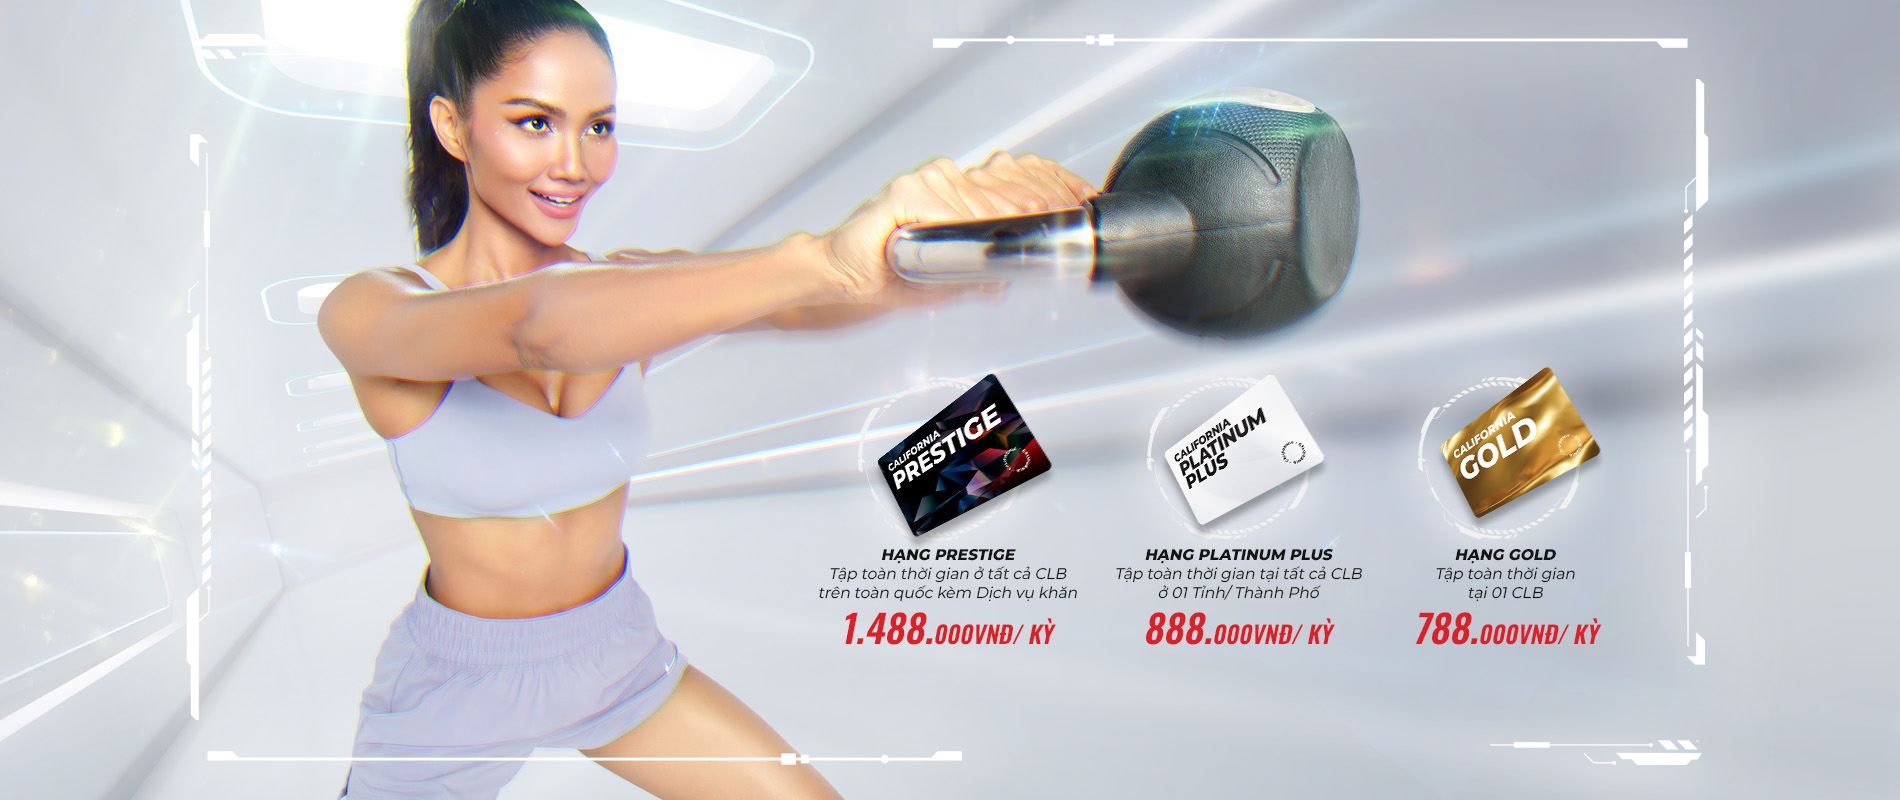 CALIFORNIA
PRESTIGE
HẠNG PRESTIGE
Tập toàn thời gian ở tất cả CLB
trên toàn quốc kèm Dịch vụ khăn
1.488.000VNĐ/ KỲ
CALIFORNIA
PLATINUM
PLUS
HẠNG PLATINUM PLUS
Tập toàn thời gian tại tất cả CLB
ở 01 Tỉnh/ Thành Phố
888.000VNĐ/ KỲ
CALIFORNIA
GOLD
HẠNG GOLD
Tập toàn thời gian
tại 01 CLB
788.000VNĐ/ KỲ